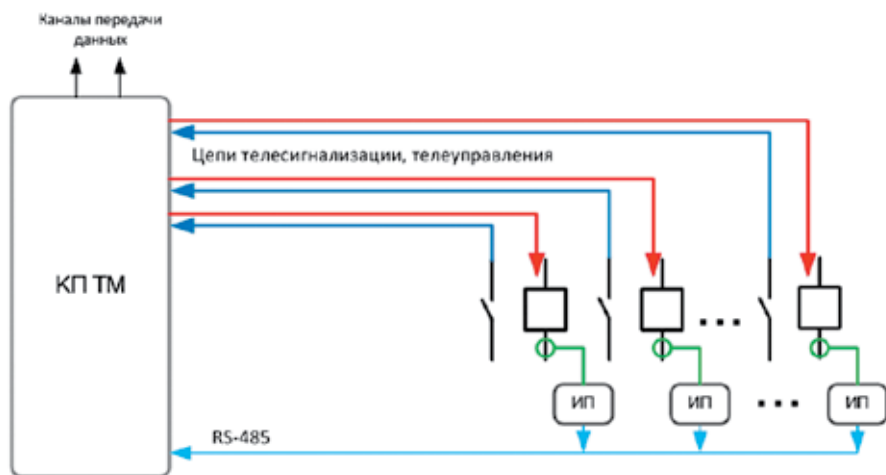 Каналы передачи
данных
Цепи телесигнализации, телеуправления
КП ТМ
ИП
ИП
ИП
RS-485